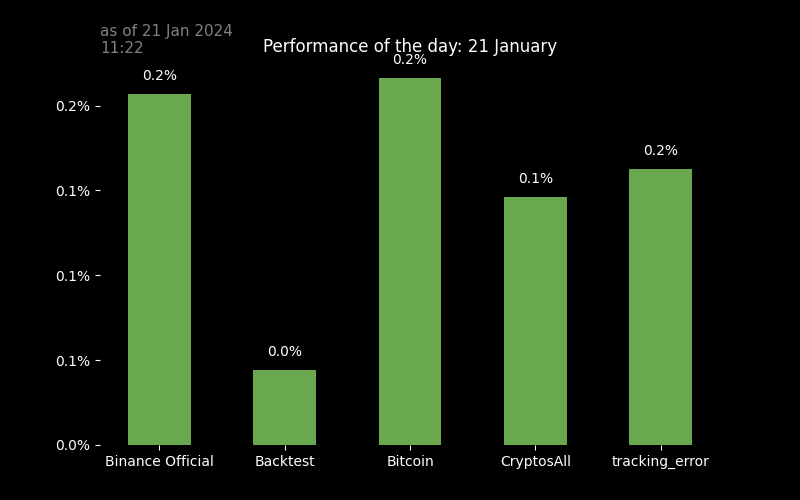 as of 21 Jan 2024
11:22
Performance of the day: 21 January
0.2%
0.0%
0.2%
0.1%
0.2%
0.2%
0.1%
0.1%
0.1%
0.0%
Binance Official
Backtest
Bitcoin
CryptosAll
tracking_error